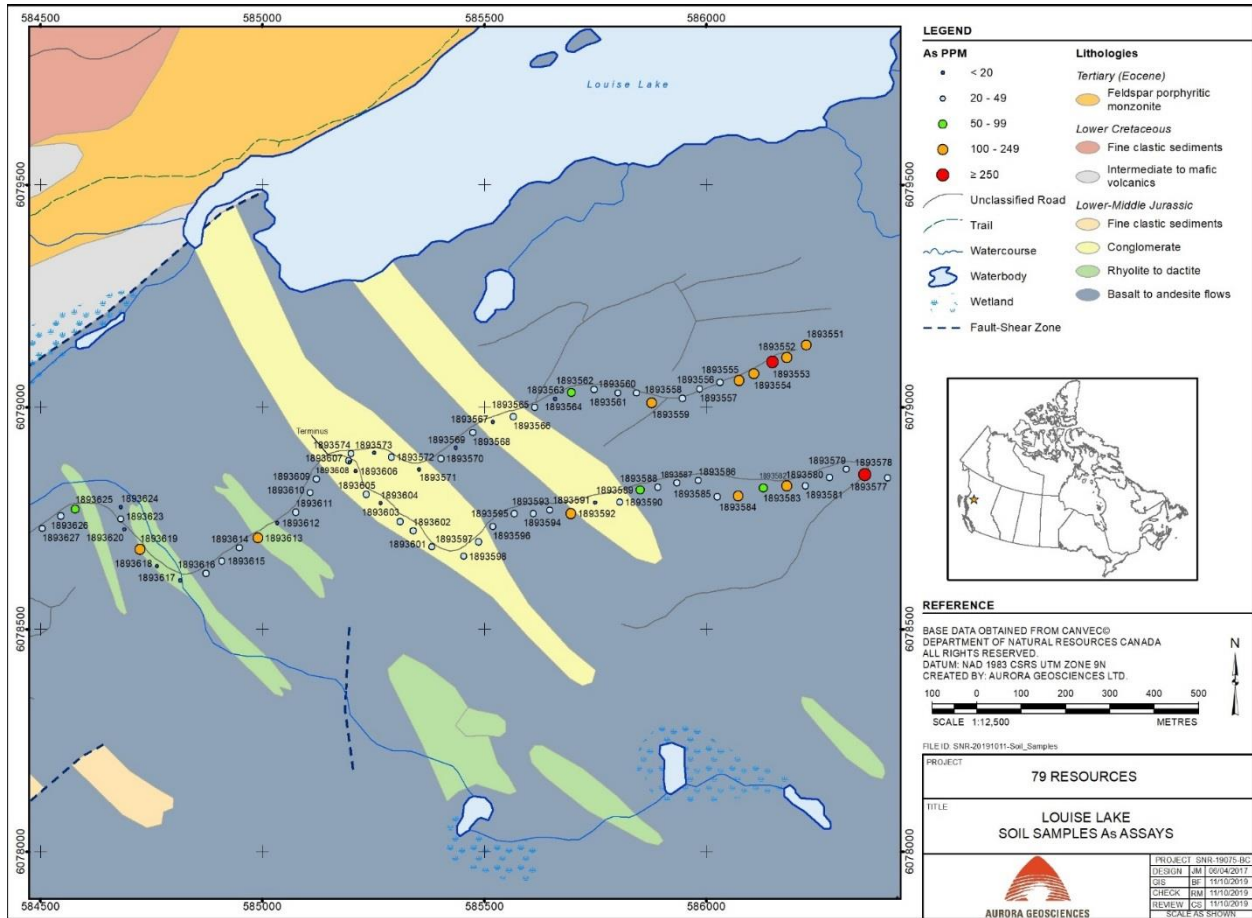 584500
585000
585500
586000
6079500
6079000
6078500
6078000
6079500
6079000
6078500
6078000
Louise Lake
1893551
1893552
1893553
1893554
1893555
1893556
1893557
1893558
1893559
1893560
1893561
1893562
1893563
1893564
1893565
1893566
1893567
1893568
1893569
1893570
1893571
1893572
1893573
1893574
Terminus
1893577
1893578
1893579
1893580
1893581
1893582
1893583
1893584
1893585
1893586
1893587
1893588
1893589
1893590
1893591
1893592
1893593
1893594
1893595
1893596
1893597
1893598
1893601
1893602
1893603
1893604
1893605
1893606
1893607
1893608
1893609
1893610
1893611
1893612
1893613
1893614
1893615
1893616
1893617
1893618
1893619
1893620
1893623
1893624
1893625
1893626
1893627
LEGEND
As PPM
< 20
20 - 49
50 - 99
100 - 249
≥ 250
Unclassified Road
Trail
Watercourse
Waterbody
Wetland
Fault-Shear Zone
Lithologies
Tertiary (Eocene)
Feldspar porphyritic
monzonite
Lower Cretaceous
Fine clastic sediments
Intermediate to mafic
volcanics
Lower-Middle Jurassic
Fine clastic sediments
Conglomerate
Rhyolite to dactite
Basalt to andesite flows
REFERENCE
BASE DATA OBTAINED FROM CANVEC©
DEPARTMENT OF NATURAL RESOURCES CANADA
ALL RIGHTS RESERVED.
DATUM: NAD 1983 CSRS UTM ZONE 9N
CREATED BY: AURORA GEOSCIENCES LTD.
N
100 0 100 200 300 400 500
SCALE 1:12,500 METRES
FILE ID: SNR-20191011-Soil_Samples
PROJECT
79 RESOURCES
TITLE
LOUISE LAKE
SOIL SAMPLES As ASSAYS
AURORA GEOSCIENCES
PROJECT SNR-19075-BC
DESIGN JM 06/04/2017
GIS BF 11/10/2019
CHECK RM 11/10/2019
REVIEW CS 11/10/2019
SCALE AS SHOWN